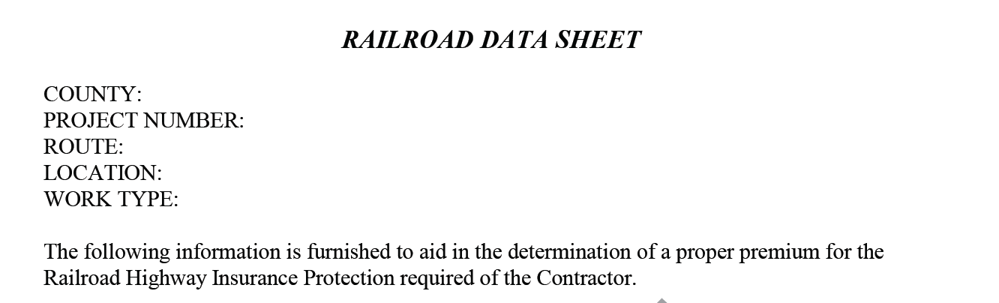 RAILROAD DATA SHEET
COUNTY:
PROJECT NUMBER:
ROUTE:
LOCATION:
WORK TYPE:
The following information is furnished to aid in the determination of a proper premium for the
Railroad Highway Insurance Protection required of the Contractor.